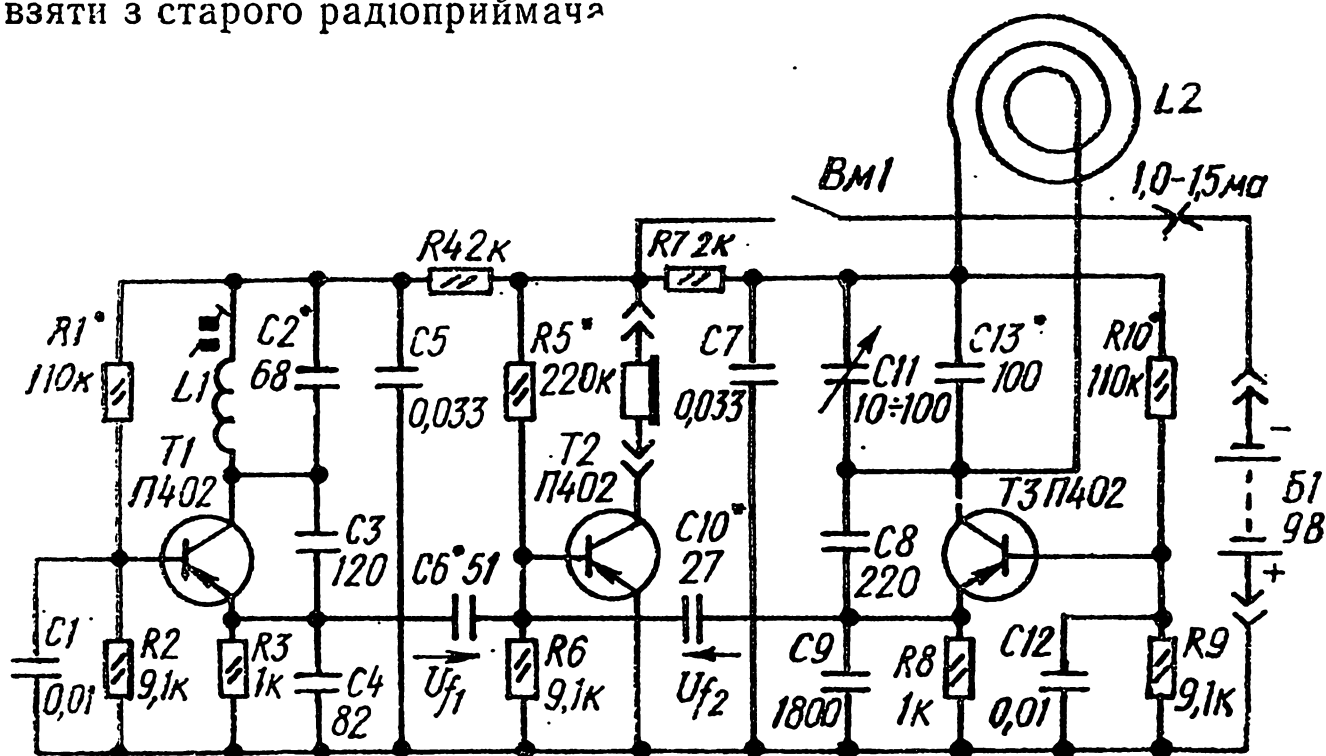 взяти з старого радіоприймача
L2
Вм1
1,0-1,5ма
R4 2к
R7 2к
R1*
110к
L1
C2*
68
C5
0,033
R5*
220к
C7
0,033
C11
10÷100
C13*
100
R10*
110к
T1
П402
T2
П402
T3 П402
Б1
9В
−
+
C3
120
C6* 51
C10*
27
C8
220
C1
0,01
R2
9,1к
R3
1к
C4
82
Uf1
R6
9,1к
Uf2
C9
1800
R8
1к
C12
0,01
R9
9,1к